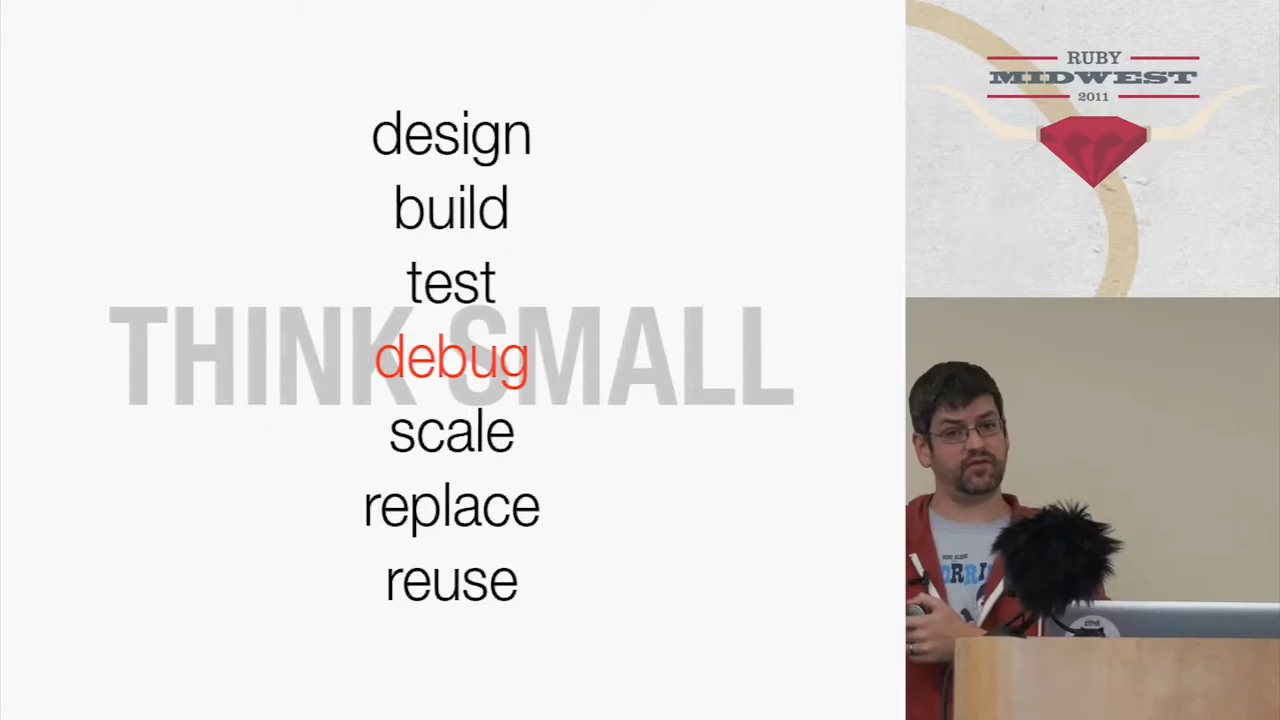 design
build
test
THINK SMALL
debug
scale
replace
reuse
RUBY
MIDWEST
2011